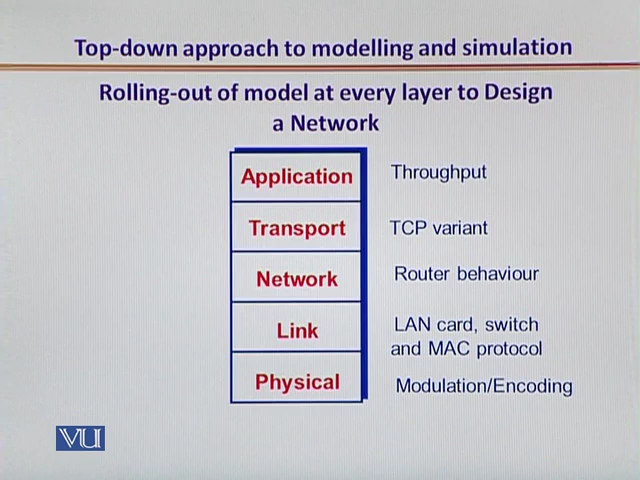 Top-down approach to modelling and simulation
Rolling-out of model at every layer to Design
a Network
Application
Throughput
Transport
TCP variant
Network
Router behaviour
Link
LAN card, switch
and MAC protocol
Physical
Modulation/Encoding
VU